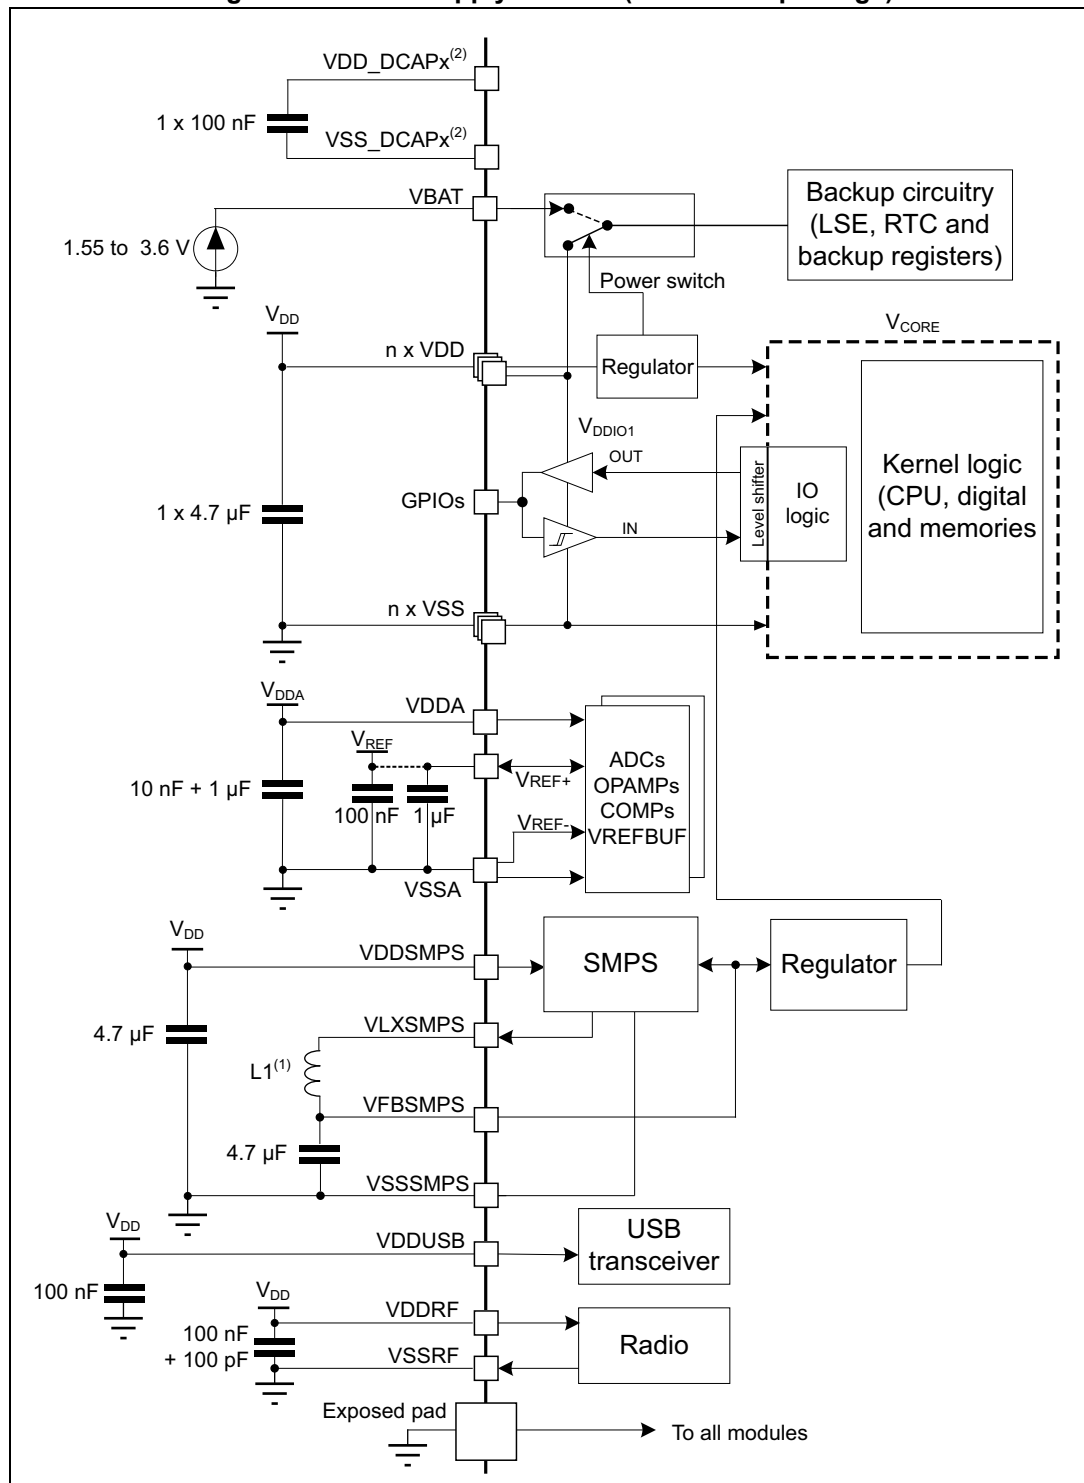 VDD_DCAPx(2)
1 x 100 nF
VSS_DCAPx(2)
VBAT
1.55 to 3.6 V
Power switch
Backup circuitry
(LSE, RTC and
backup registers)
VDD
n x VDD
Regulator
VCORE
VDDIO1
OUT
GPIOs
IN
1 x 4.7 µF
Level shifter
IO
logic
Kernel logic
(CPU, digital
and memories
n x VSS
VDDA
VDDA
VREF
10 nF + 1 µF
100 nF
1 µF
VREF+
VREF-
ADCs
OPAMPs
COMPs
VREFBUF
VSSA
VDD
VDDSMPS
SMPS
Regulator
4.7 µF
VLXSMPS
L1(1)
VFBSMPS
4.7 µF
VSSSMPS
VDD
VDDUSB
USB
transceiver
100 nF
VDD
VDDRF
100 nF
+ 100 pF
VSSRF
Radio
Exposed pad
To all modules